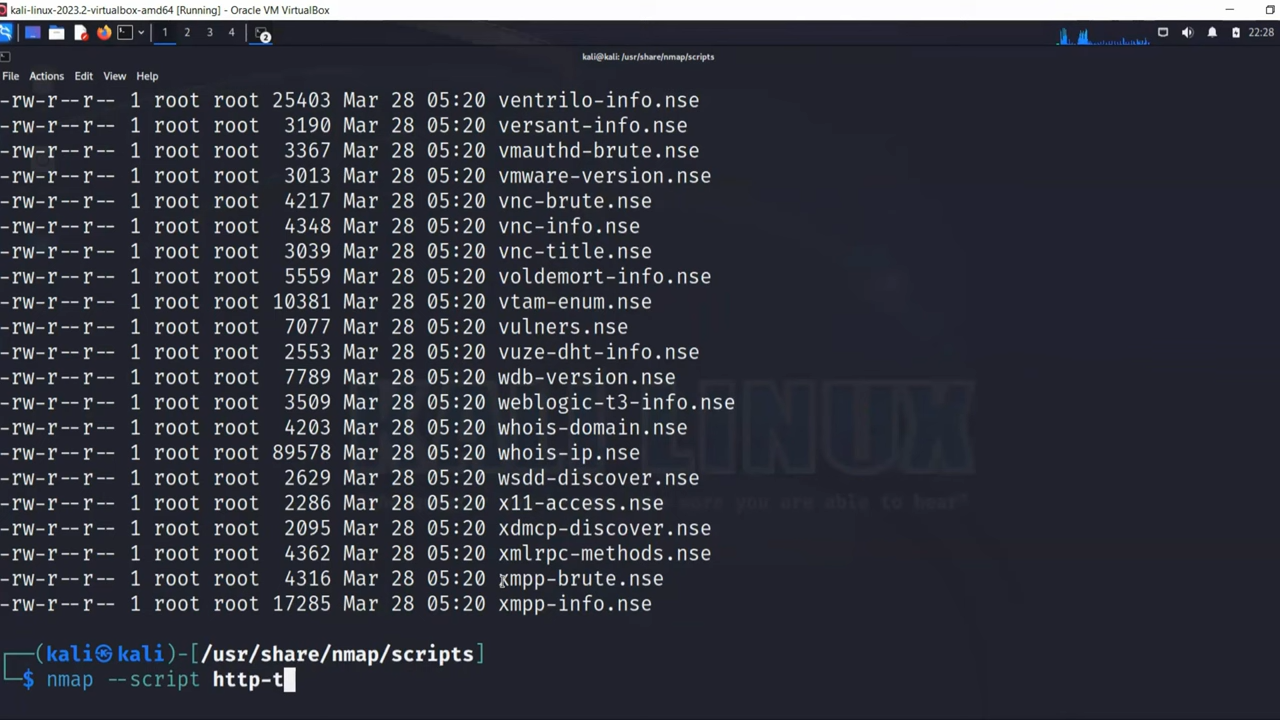 kali-linux-2023.2-virtualbox-amd64 [Running] - Oracle VM VirtualBox
1 2 3 4 2 22:28
kali@kali: /usr/share/nmap/scripts
File Actions Edit View Help
-rw-r--r-- 1 root root 25403 Mar 28 05:20 ventrilo-info.nse
-rw-r--r-- 1 root root 3190 Mar 28 05:20 versant-info.nse
-rw-r--r-- 1 root root 3367 Mar 28 05:20 vmauthd-brute.nse
-rw-r--r-- 1 root root 3013 Mar 28 05:20 vmware-version.nse
-rw-r--r-- 1 root root 4217 Mar 28 05:20 vnc-brute.nse
-rw-r--r-- 1 root root 4348 Mar 28 05:20 vnc-info.nse
-rw-r--r-- 1 root root 3039 Mar 28 05:20 vnc-title.nse
-rw-r--r-- 1 root root 5559 Mar 28 05:20 voldemort-info.nse
-rw-r--r-- 1 root root 10381 Mar 28 05:20 vtam-enum.nse
-rw-r--r-- 1 root root 7077 Mar 28 05:20 vulners.nse
-rw-r--r-- 1 root root 2553 Mar 28 05:20 vuze-dht-info.nse
-rw-r--r-- 1 root root 7789 Mar 28 05:20 wdb-version.nse
-rw-r--r-- 1 root root 3509 Mar 28 05:20 weblogic-t3-info.nse
-rw-r--r-- 1 root root 4203 Mar 28 05:20 whois-domain.nse
-rw-r--r-- 1 root root 89578 Mar 28 05:20 whois-ip.nse
-rw-r--r-- 1 root root 2629 Mar 28 05:20 wsdd-discover.nse
-rw-r--r-- 1 root root 2286 Mar 28 05:20 x11-access.nse
-rw-r--r-- 1 root root 2095 Mar 28 05:20 xdmcp-discover.nse
-rw-r--r-- 1 root root 4362 Mar 28 05:20 xmlrpc-methods.nse
-rw-r--r-- 1 root root 4316 Mar 28 05:20 xmpp-brute.nse
-rw-r--r-- 1 root root 17285 Mar 28 05:20 xmpp-info.nse
LINUX
more you are able to hear"
(kali㉿kali)-[/usr/share/nmap/scripts]
$ nmap --script http-t